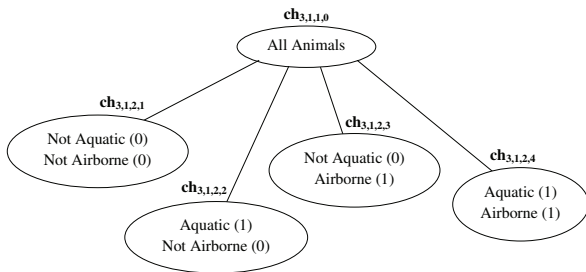 ch3,1,1,0
All Animals
ch3,1,2,1
Not Aquatic (0)
Not Airborne (0)
ch3,1,2,2
Aquatic (1)
Not Airborne (0)
ch3,1,2,3
Not Aquatic (0)
Airborne (1)
ch3,1,2,4
Aquatic (1)
Airborne (1)